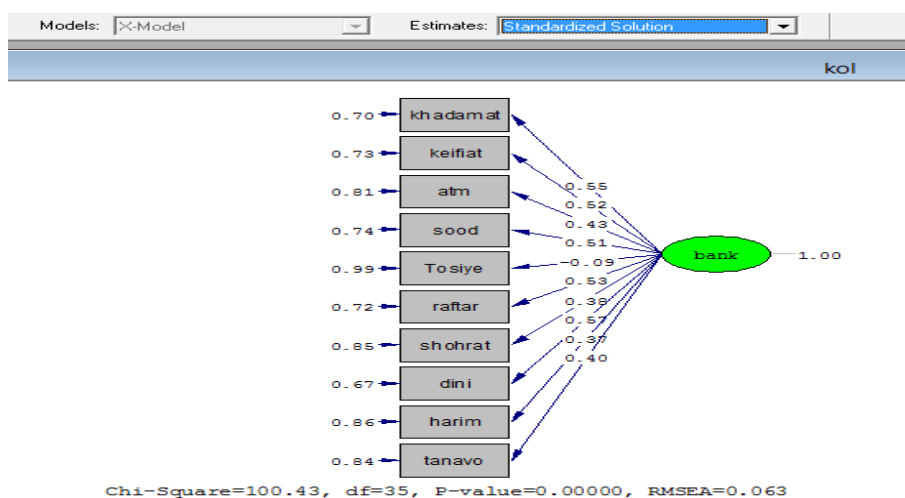 Models: X-Model Estimates: Standardized Solution
kol
0.70 khadamat
0.73 keifiat 0.55
0.81 atm 0.52
0.43
0.74 sood 0.51
bank 1.00
0.99 Tosiye -0.09
0.53
0.72 raftar 0.38
0.57
0.85 shohrat 0.37
0.40
0.67 dini
0.86 harim
0.84 tanavo
Chi-Square=100.43, df=35, P-value=0.00000, RMSEA=0.063